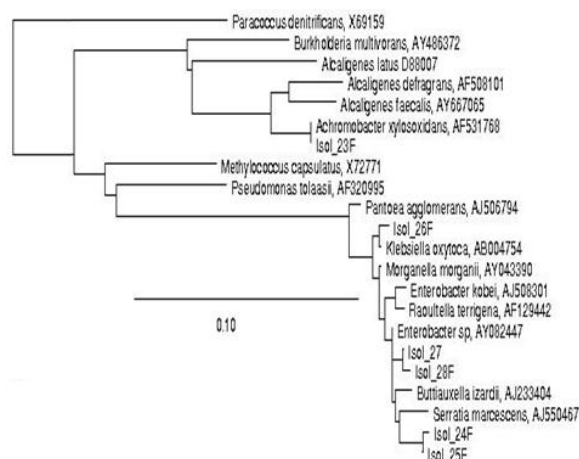 Paracoccus denitrificans, X69159
Burkholderia multivorans, AY486372
Alcaligenes latus D88007
Alcaligenes defragrans, AF508101
Alcaligenes faecalis, AY667065
Achromobacter xylosoxidans, AF531768
Isol_23F
Methylococcus capsulatus, X72771
Pseudomonas tolaasii, AF320995
Pantoea agglomerans, AJ506794
Isol_26F
Klebsiella oxytoca, AB004754
Morganella morganii, AY043390
Enterobacter kobei, AJ508301
Raoultella terrigena, AF129442
0.10
Enterobacter sp, AY082447
Isol_27
Isol_28F
Buttiauxella izardii, AJ233404
Serratia marcescens, AJ550467
Isol_24F
Isol_25F